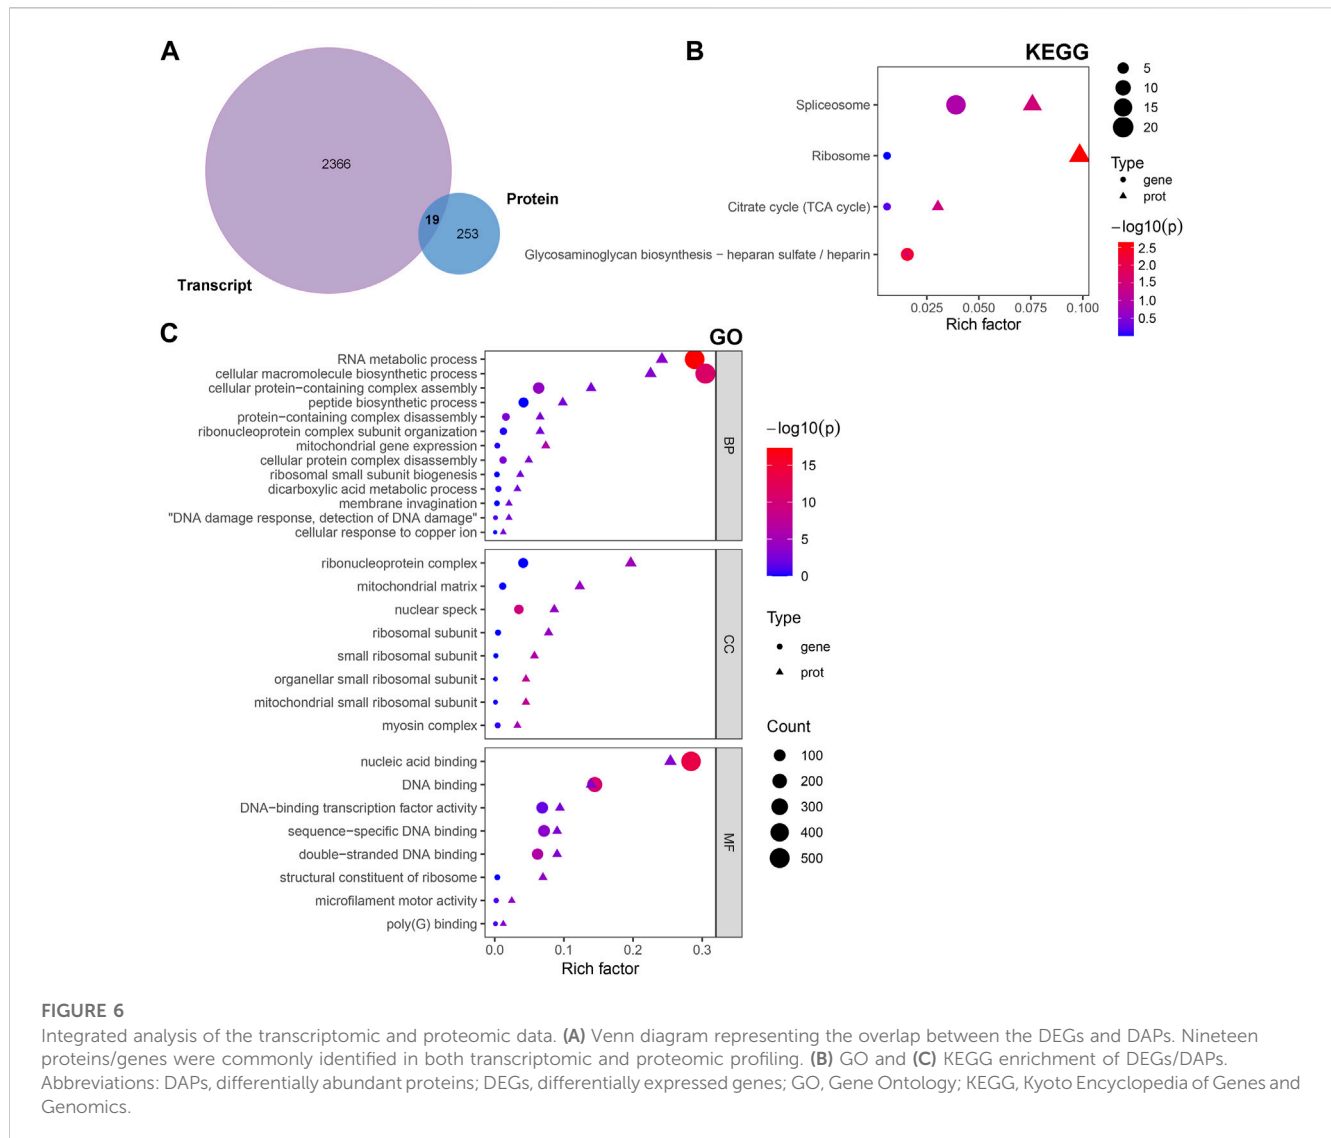 A
2366
19
253
Protein
Transcript
B
KEGG
Spliceosome
Ribosome
Citrate cycle (TCA cycle)
Glycosaminoglycan biosynthesis − heparan sulfate / heparin
0.025 0.050 0.075 0.100
Rich factor
5
10
15
20
Type
gene
prot
−log10(p)
2.5
2.0
1.5
1.0
0.5
C
GO
RNA metabolic process
cellular macromolecule biosynthetic process
cellular protein−containing complex assembly
peptide biosynthetic process
protein−containing complex disassembly
ribonucleoprotein complex subunit organization
mitochondrial gene expression
cellular protein complex disassembly
ribosomal small subunit biogenesis
dicarboxylic acid metabolic process
membrane invagination
"DNA damage response, detection of DNA damage"
cellular response to copper ion
BP
ribonucleoprotein complex
mitochondrial matrix
nuclear speck
ribosomal subunit
small ribosomal subunit
organellar small ribosomal subunit
mitochondrial small ribosomal subunit
myosin complex
CC
nucleic acid binding
DNA binding
DNA−binding transcription factor activity
sequence−specific DNA binding
double−stranded DNA binding
structural constituent of ribosome
microfilament motor activity
poly(G) binding
MF
0.0 0.1 0.2 0.3
Rich factor
−log10(p)
15
10
5
0
Type
gene
prot
Count
100
200
300
400
500
FIGURE 6
Integrated analysis of the transcriptomic and proteomic data. (A) Venn diagram representing the overlap between the DEGs and DAPs. Nineteen
proteins/genes were commonly identified in both transcriptomic and proteomic profiling. (B) GO and (C) KEGG enrichment of DEGs/DAPs.
Abbreviations: DAPs, differentially abundant proteins; DEGs, differentially expressed genes; GO, Gene Ontology; KEGG, Kyoto Encyclopedia of Genes and
Genomics.